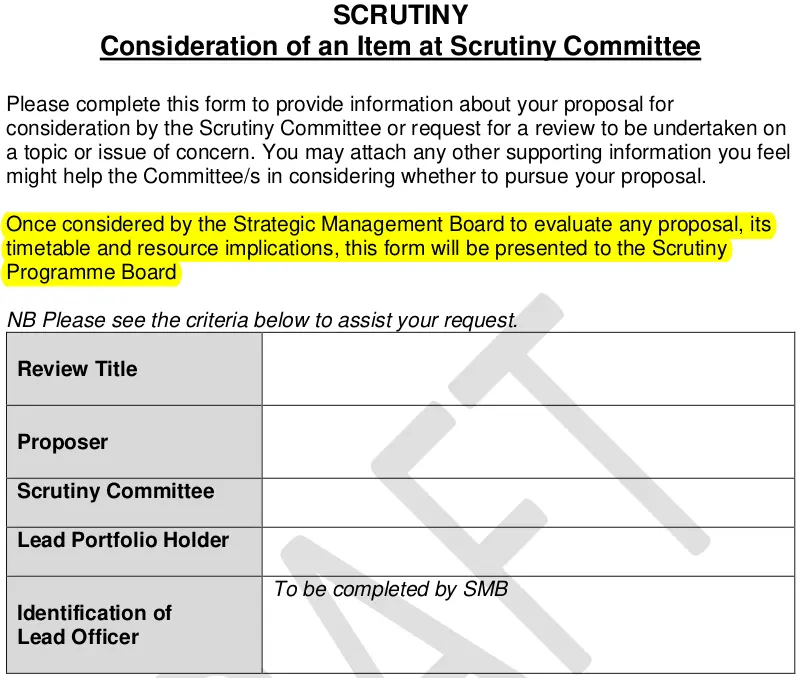 SCRUTINY
Consideration of an Item at Scrutiny Committee
Please complete this form to provide information about your proposal for
consideration by the Scrutiny Committee or request for a review to be undertaken on
a topic or issue of concern. You may attach any other supporting information you feel
might help the Committee/s in considering whether to pursue your proposal.
Once considered by the Strategic Management Board to evaluate any proposal, its
timetable and resource implications, this form will be presented to the Scrutiny
Programme Board
NB Please see the criteria below to assist your request.
Review Title
Proposer
Scrutiny Committee
Lead Portfolio Holder
To be completed by SMB
Identification of
Lead Officer